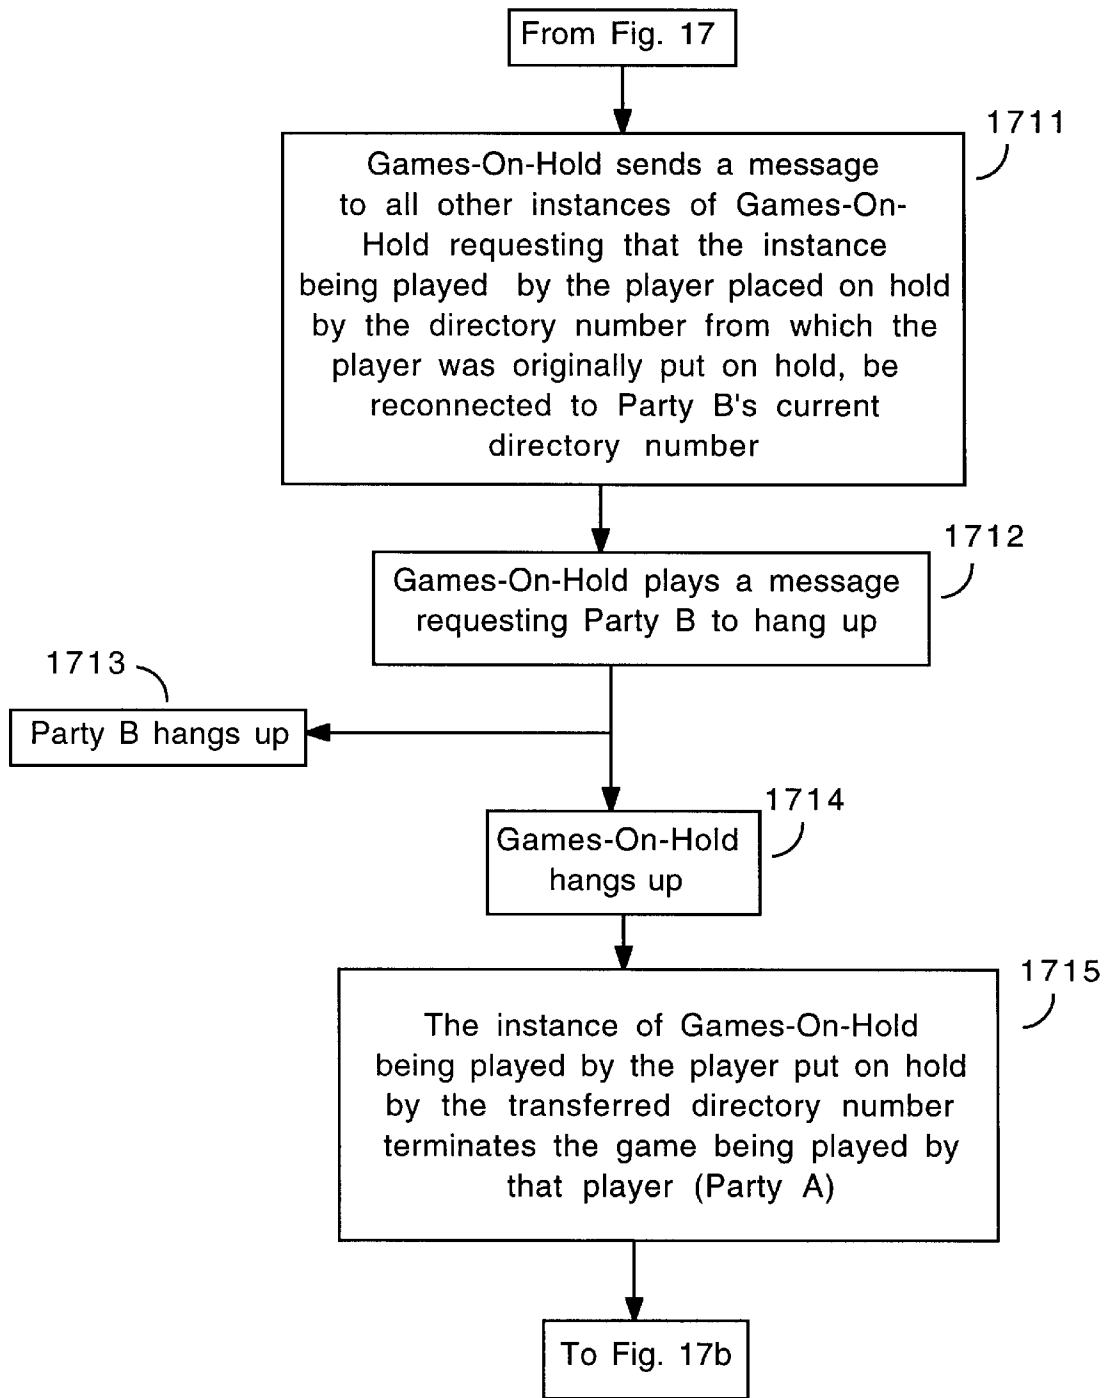 From Fig. 17
1711
Games-On-Hold sends a message
to all other instances of Games-On-
Hold requesting that the instance
being played by the player placed on hold
by the directory number from which the
player was originally put on hold, be
reconnected to Party B's current
directory number
1712
Games-On-Hold plays a message
requesting Party B to hang up
1713
Party B hangs up
1714
Games-On-Hold
hangs up
1715
The instance of Games-On-Hold
being played by the player put on hold
by the transferred directory number
terminates the game being played by
that player (Party A)
To Fig. 17b